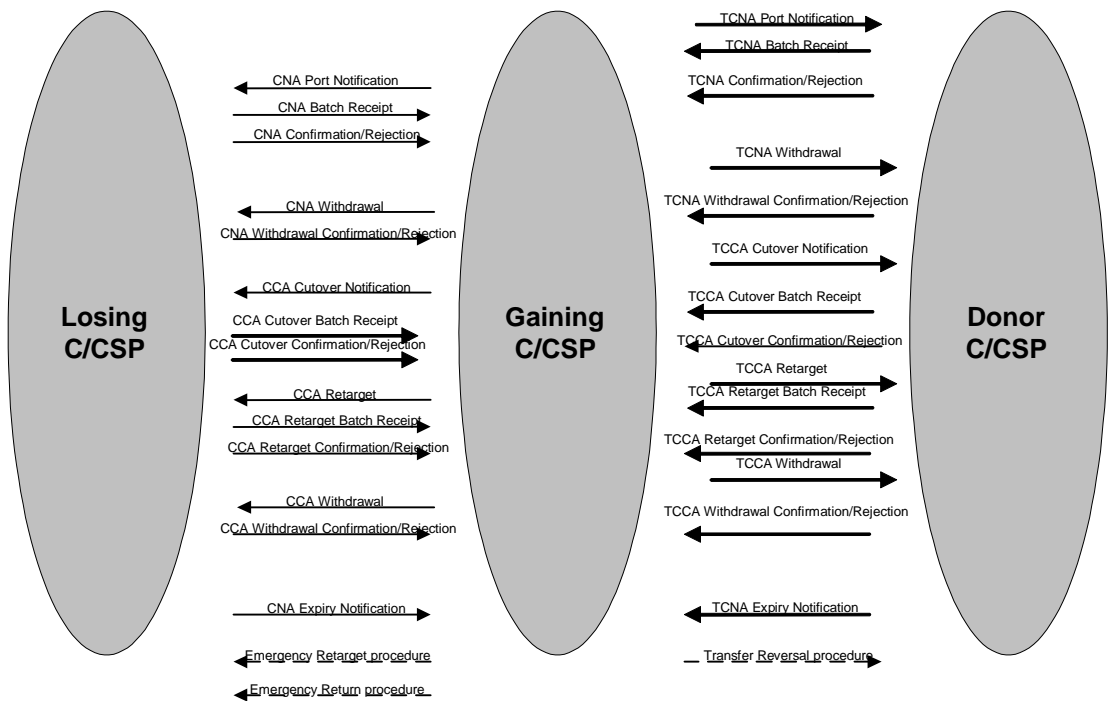 TCNA Port Notification
TCNA Batch Receipt
CNA Port Notification
TCNA Confirmation/Rejection
CNA Batch Receipt
CNA Confirmation/Rejection
TCNA Withdrawal
CNA Withdrawal
TCNA Withdrawal Confirmation/Rejection
CNA Withdrawal Confirmation/Rejection
TCCA Cutover Notification
CCA Cutover Notification
TCCA Cutover Batch Receipt
Losing
C/CSP
CCA Cutover Batch Receipt
Gaining
C/CSP
Donor
C/CSP
CCA Cutover Confirmation/Rejection
TCCA Cutover Confirmation/Rejection
TCCA Retarget
CCA Retarget
TCCA Retarget Batch Receipt
CCA Retarget Batch Receipt
CCA Retarget Confirmation/Rejection
TCCA Retarget Confirmation/Rejection
TCCA Withdrawal
CCA Withdrawal
TCCA Withdrawal Confirmation/Rejection
CCA Withdrawal Confirmation/Rejection
CNA Expiry Notification
TCNA Expiry Notification
Emergency Retarget procedure
Transfer Reversal procedure
Emergency Return procedure